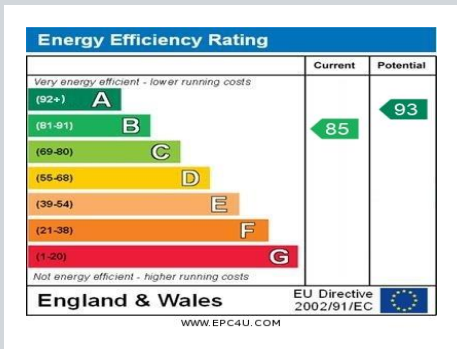 Energy Efficiency Rating
Current Potential
Very energy efficient - lower running costs
(92+) A
93
(81-91) B
85
(69-80) C
(55-68) D
(39-54) E
(21-38) F
(1-20) G
Not energy efficient - higher running costs
England & Wales
EU Directive
2002/91/EC
WWW.EPC4U.COM